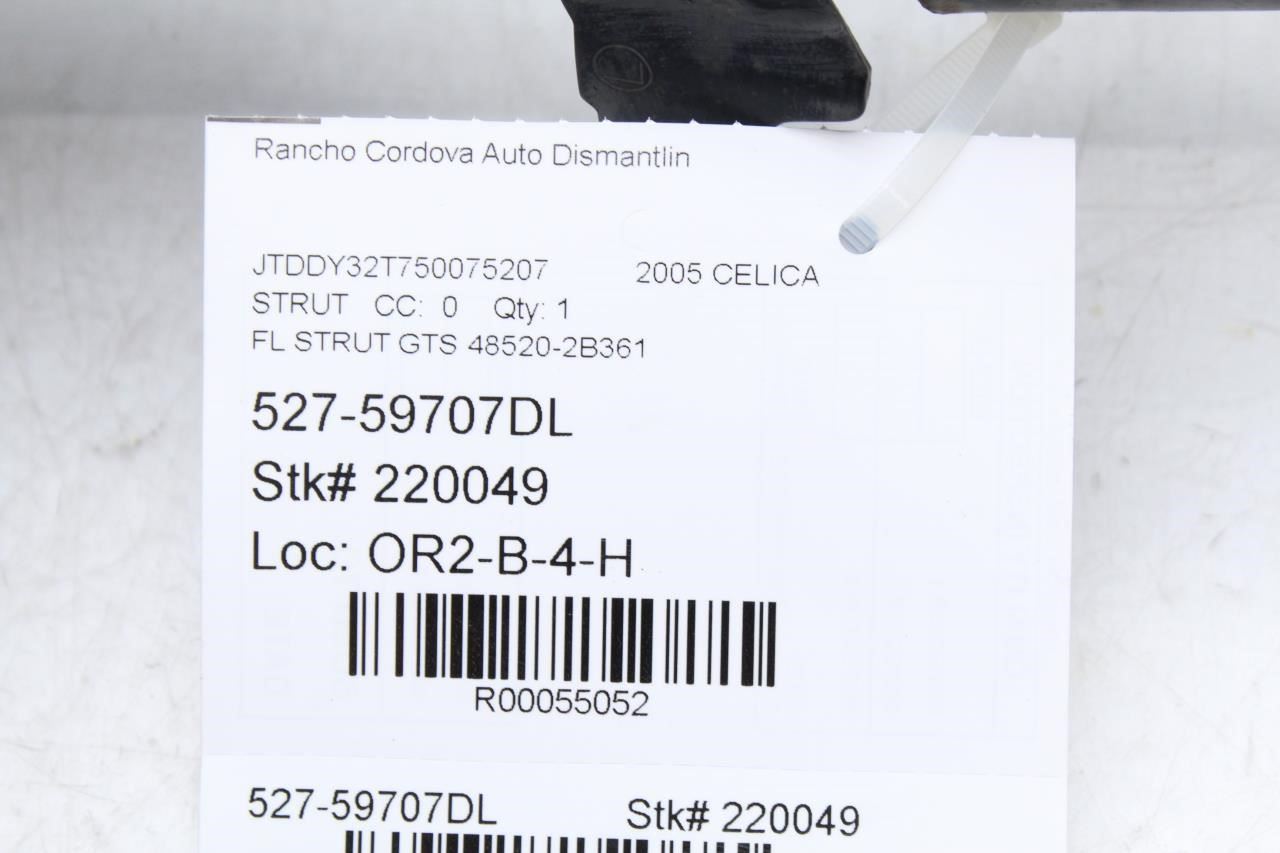 L
Rancho Cordova Auto Dismantlin
JTDDY32T750075207 2005 CELICA
STRUT CC: 0 Qty: 1
FL STRUT GTS 48520-2B361
527-59707DL
Stk# 220049
Loc: OR2-B-4-H
R00055052
527-59707DL Stk# 220049